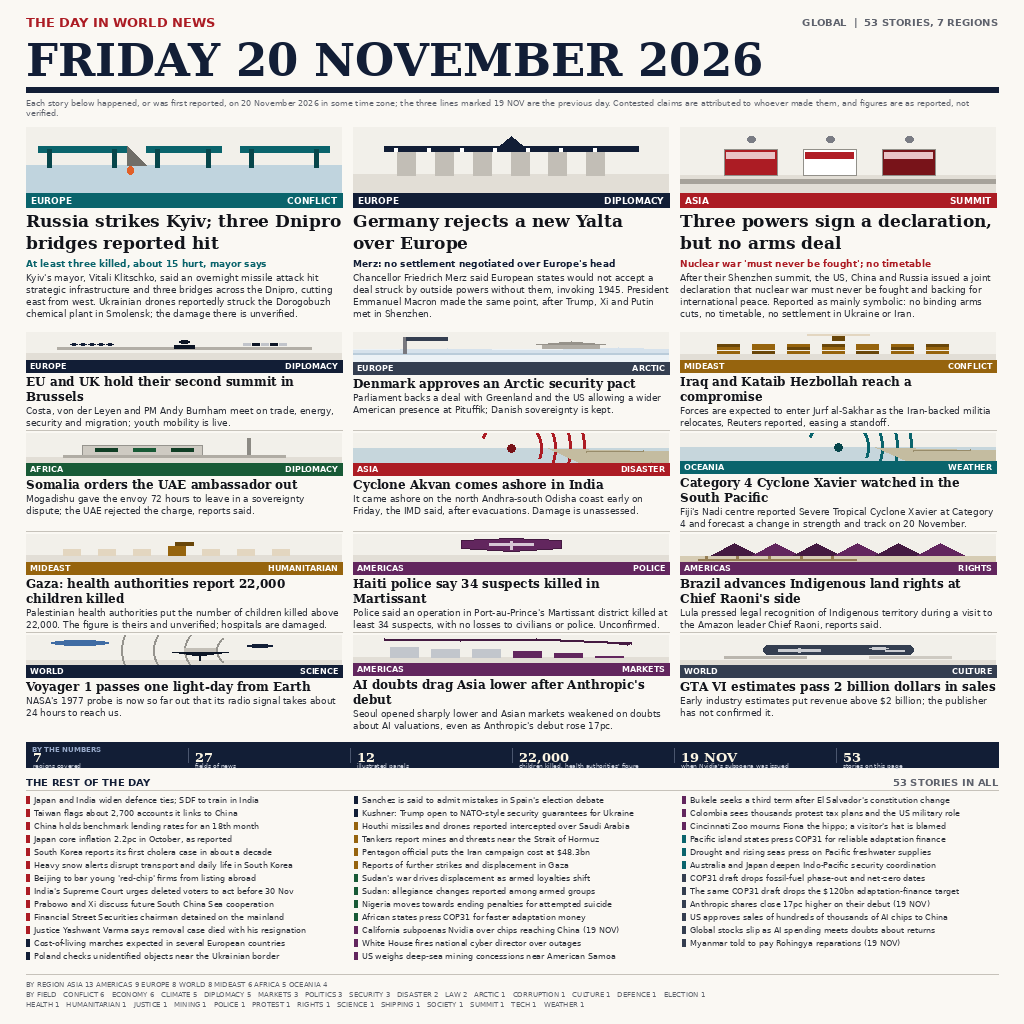 THE DAY IN WORLD NEWS
GLOBAL | 53 STORIES, 7 REGIONS
FRIDAY 20 NOVEMBER 2026
Each story below happened, or was first reported, on 20 November 2026 in some time zone; the three lines marked 19 NOV are the previous day. Contested claims are attributed to whoever made them, and figures are as reported, not
verified.
EUROPE CONFLICT
Russia strikes Kyiv; three Dnipro
bridges reported hit
At least three killed, about 15 hurt, mayor says
Kyiv's mayor, Vitali Klitschko, said an overnight missile attack hit
strategic infrastructure and three bridges across the Dnipro, cutting
east from west. Ukrainian drones reportedly struck the Dorogobuzh
chemical plant in Smolensk; the damage there is unverified.
EUROPE DIPLOMACY
Germany rejects a new Yalta
over Europe
Merz: no settlement negotiated over Europe's head
Chancellor Friedrich Merz said European states would not accept a
deal struck by outside powers without them, invoking 1945. President
Emmanuel Macron made the same point, after Trump, Xi and Putin
met in Shenzhen.
ASIA SUMMIT
Three powers sign a declaration,
but no arms deal
Nuclear war 'must never be fought'; no timetable
After their Shenzhen summit, the US, China and Russia issued a joint
declaration that nuclear war must never be fought and backing for
international peace. Reported as mainly symbolic: no binding arms
cuts, no timetable, no settlement in Ukraine or Iran.
EUROPE DIPLOMACY
EU and UK hold their second summit in
Brussels
Costa, von der Leyen and PM Andy Burnham meet on trade, energy,
security and migration; youth mobility is live.
EUROPE ARCTIC
Denmark approves an Arctic security pact
Parliament backs a deal with Greenland and the US allowing a wider
American presence at Pituffik; Danish sovereignty is kept.
MIDEAST CONFLICT
Iraq and Kataib Hezbollah reach a
compromise
Forces are expected to enter Jurf al-Sakhar as the Iran-backed militia
relocates, Reuters reported, easing a standoff.
AFRICA DIPLOMACY
Somalia orders the UAE ambassador out
Mogadishu gave the envoy 72 hours to leave in a sovereignty
dispute; the UAE rejected the charge, reports said.
ASIA DISASTER
Cyclone Akvan comes ashore in India
It came ashore on the north Andhra-south Odisha coast early on
Friday, the IMD said, after evacuations. Damage is unassessed.
OCEANIA WEATHER
Category 4 Cyclone Xavier watched in the
South Pacific
Fiji's Nadi centre reported Severe Tropical Cyclone Xavier at Category
4 and forecast a change in strength and track on 20 November.
MIDEAST HUMANITARIAN
Gaza: health authorities report 22,000
children killed
Palestinian health authorities put the number of children killed above
22,000. The figure is theirs and unverified; hospitals are damaged.
AMERICAS POLICE
Haiti police say 34 suspects killed in
Martissant
Police said an operation in Port-au-Prince's Martissant district killed at
least 34 suspects, with no losses to civilians or police. Unconfirmed.
AMERICAS RIGHTS
Brazil advances Indigenous land rights at
Chief Raoni's side
Lula pressed legal recognition of Indigenous territory during a visit to
the Amazon leader Chief Raoni, reports said.
WORLD SCIENCE
Voyager 1 passes one light-day from Earth
NASA's 1977 probe is now so far out that its radio signal takes about
24 hours to reach us.
AMERICAS MARKETS
AI doubts drag Asia lower after Anthropic's
debut
Seoul opened sharply lower and Asian markets weakened on doubts
about AI valuations, even as Anthropic's debut rose 17pc.
WORLD CULTURE
GTA VI estimates pass 2 billion dollars in sales
Early industry estimates put revenue above $2 billion; the publisher
has not confirmed it.
BY THE NUMBERS
7 27 12 22,000 19 NOV 53
regions covered fields of news illustrated panels children killed, health authorities' figure when Nvidia's subpoena was issued stories on this page
THE REST OF THE DAY
53 STORIES IN ALL
Japan and India widen defence ties; SDF to train in India
Taiwan flags about 2,700 accounts it links to China
China holds benchmark lending rates for an 18th month
Japan core inflation 2.2pc in October, as reported
South Korea reports its first cholera case in about a decade
Heavy snow alerts disrupt transport and daily life in South Korea
Beijing to bar young 'red-chip' firms from listing abroad
India's Supreme Court urges deleted voters to act before 30 Nov
Prabowo and Xi discuss future South China Sea cooperation
Financial Street Securities chairman detained on the mainland
Justice Yashwant Varma says removal case died with his resignation
Cost-of-living marches expected in several European countries
Poland checks unidentified objects near the Ukrainian border
Sanchez is said to admit mistakes in Spain's election debate
Kushner: Trump open to NATO-style security guarantees for Ukraine
Houthi missiles and drones reported intercepted over Saudi Arabia
Tankers report mines and threats near the Strait of Hormuz
Pentagon official puts the Iran campaign cost at $48.3bn
Reports of further strikes and displacement in Gaza
Sudan's war drives displacement as armed loyalties shift
Sudan: allegiance changes reported among armed groups
Nigeria moves towards ending penalties for attempted suicide
African states press COP31 for faster adaptation money
California subpoenas Nvidia over chips reaching China (19 NOV)
White House fires national cyber director over outages
US weighs deep-sea mining concessions near American Samoa
Bukele seeks a third term after El Salvador's constitution change
Colombia sees thousands protest tax plans and the US military role
Cincinnati Zoo mourns Fiona the hippo; a visitor's hat is blamed
Pacific island states press COP31 for reliable adaptation finance
Drought and rising seas press on Pacific freshwater supplies
Australia and Japan deepen Indo-Pacific security coordination
COP31 draft drops fossil-fuel phase-out and net-zero dates
The same COP31 draft drops the $120bn adaptation-finance target
Anthropic shares close 17pc higher on their debut (19 NOV)
US approves sales of hundreds of thousands of AI chips to China
Global stocks slip as AI spending meets doubts about returns
Myanmar told to pay Rohingya reparations (19 NOV)
BY REGION ASIA 13 AMERICAS 9 EUROPE 8 WORLD 8 MIDEAST 6 AFRICA 5 OCEANIA 4
BY FIELD CONFLICT 6 ECONOMY 6 CLIMATE 5 DIPLOMACY 5 MARKETS 3 POLITICS 3 SECURITY 3 DISASTER 2 LAW 2 ARCTIC 1 CORRUPTION 1 CULTURE 1 DEFENCE 1 ELECTION 1
HEALTH 1 HUMANITARIAN 1 JUSTICE 1 MINING 1 POLICE 1 PROTEST 1 RIGHTS 1 SCIENCE 1 SHIPPING 1 SOCIETY 1 SUMMIT 1 TECH 1 WEATHER 1